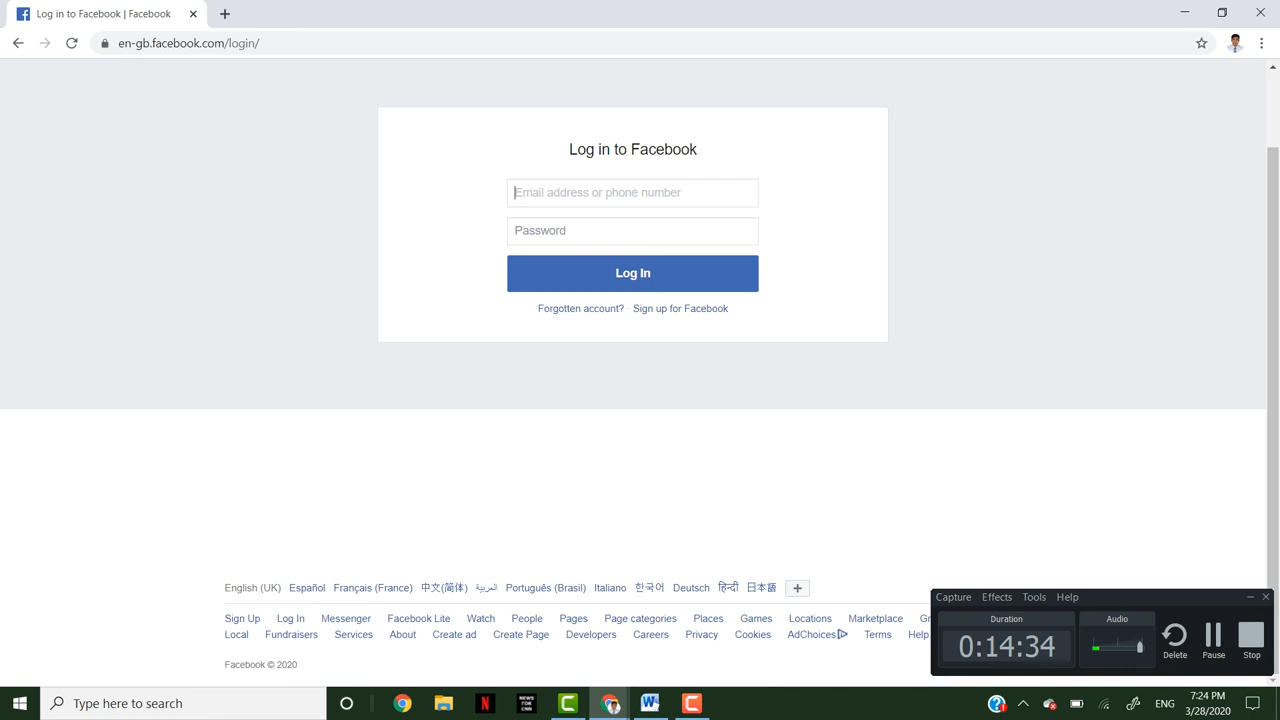 Log in to Facebook | Facebook
en-gb.facebook.com/login/
Log in to Facebook
Email address or phone number
Password
Log In
Forgotten account? · Sign up for Facebook
English (UK) Español Français (France) 中文(简体) العربية Português (Brasil) Italiano 한국어 Deutsch हिन्दी 日本語
Sign Up Log In Messenger Facebook Lite Watch People Pages Page categories Places Games Locations Marketplace
Local Fundraisers Services About Create ad Create Page Developers Careers Privacy Cookies AdChoices Terms Help
Facebook © 2020
Capture Effects Tools Help
Duration
0:14:34
Audio
Delete Pause Stop
Type here to search
NEWS FOR CNN
ENG
7:24 PM
3/28/2020